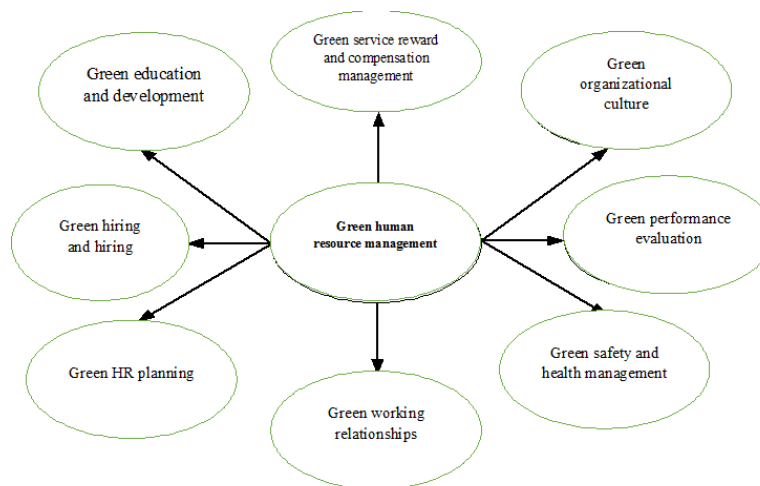 Green service reward
and compensation
management
Green education
and development
Green
organizational
culture
Green hiring
and hiring
Green human
resource management
Green performance
evaluation
Green HR planning
Green safety and
health management
Green working
relationships